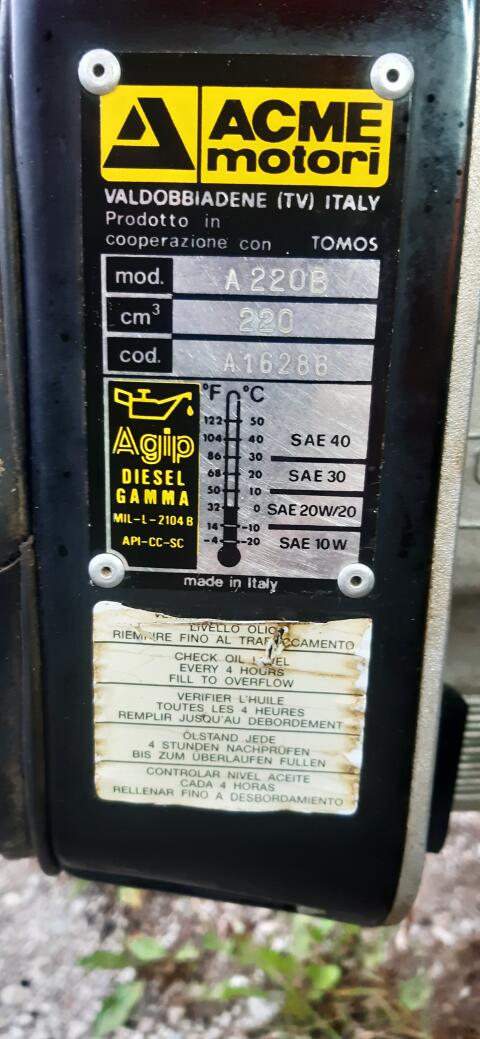 ACME
motori
VALDOBBIADENE (TV) ITALY
Prodotto in
cooperazione con TOMOS
mod. A 220B
cm³ 220
cod. A16286
Agip
DIESEL
GAMMA
MIL-L-2104 B
API-CC-SC
°F °C
122 50
104 40
86 30
68 20
50 10
32 0
14 -10
-4 -20
SAE 40
SAE 30
SAE 20W/20
SAE 10W
made in Italy
LIVELLO OLIO
RIEMPIRE FINO AL TRABOCCAMENTO
CHECK OIL LEVEL
EVERY 4 HOURS
FILL TO OVERFLOW
VERIFIER L'HUILE
TOUTES LES 4 HEURES
REMPLIR JUSQU'AU DEBORDEMENT
ÖLSTAND JEDE
4 STUNDEN NACHPRÜFEN
BIS ZUM ÜBERLAUFEN FULLEN
CONTROLAR NIVEL ACEITE
CADA 4 HORAS
RELLENAR FINO A DESBORDAMIENTO